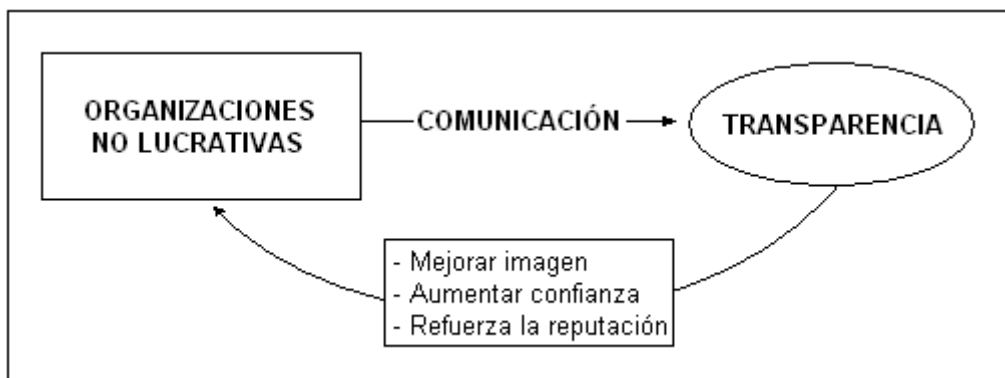 ORGANIZACIONES
NO LUCRATIVAS
COMUNICACIÓN
TRANSPARENCIA
- Mejorar imagen
- Aumentar confianza
- Refuerza la reputación